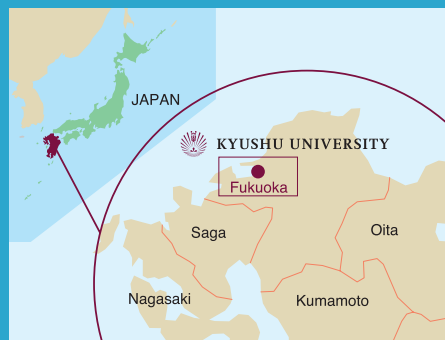 JAPAN
KYUSHU UNIVERSITY
Fukuoka
Saga
Oita
Nagasaki
Kumamoto